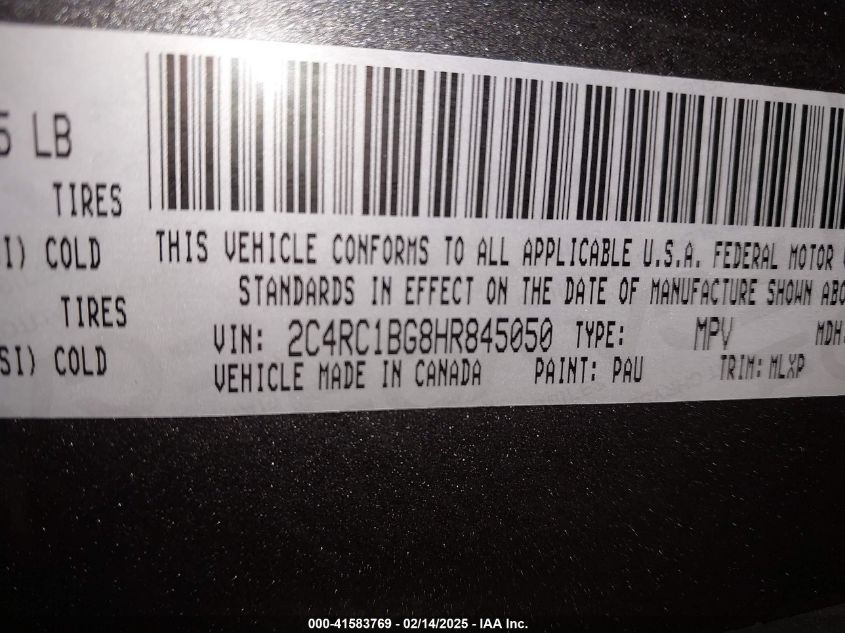 5 LB
TIRES
SI) COLD
TIRES
SI) COLD
THIS VEHICLE CONFORMS TO ALL APPLICABLE U.S.A. FEDERAL MOTOR
STANDARDS IN EFFECT ON THE DATE OF MANUFACTURE SHOWN ABO
VIN: 2C4RC1BG8HR845050 TYPE: MPV MDH:
VEHICLE MADE IN CANADA PAINT: PAU TRIM: MLXP
000-41583769 - 02/14/2025 - IAA Inc.